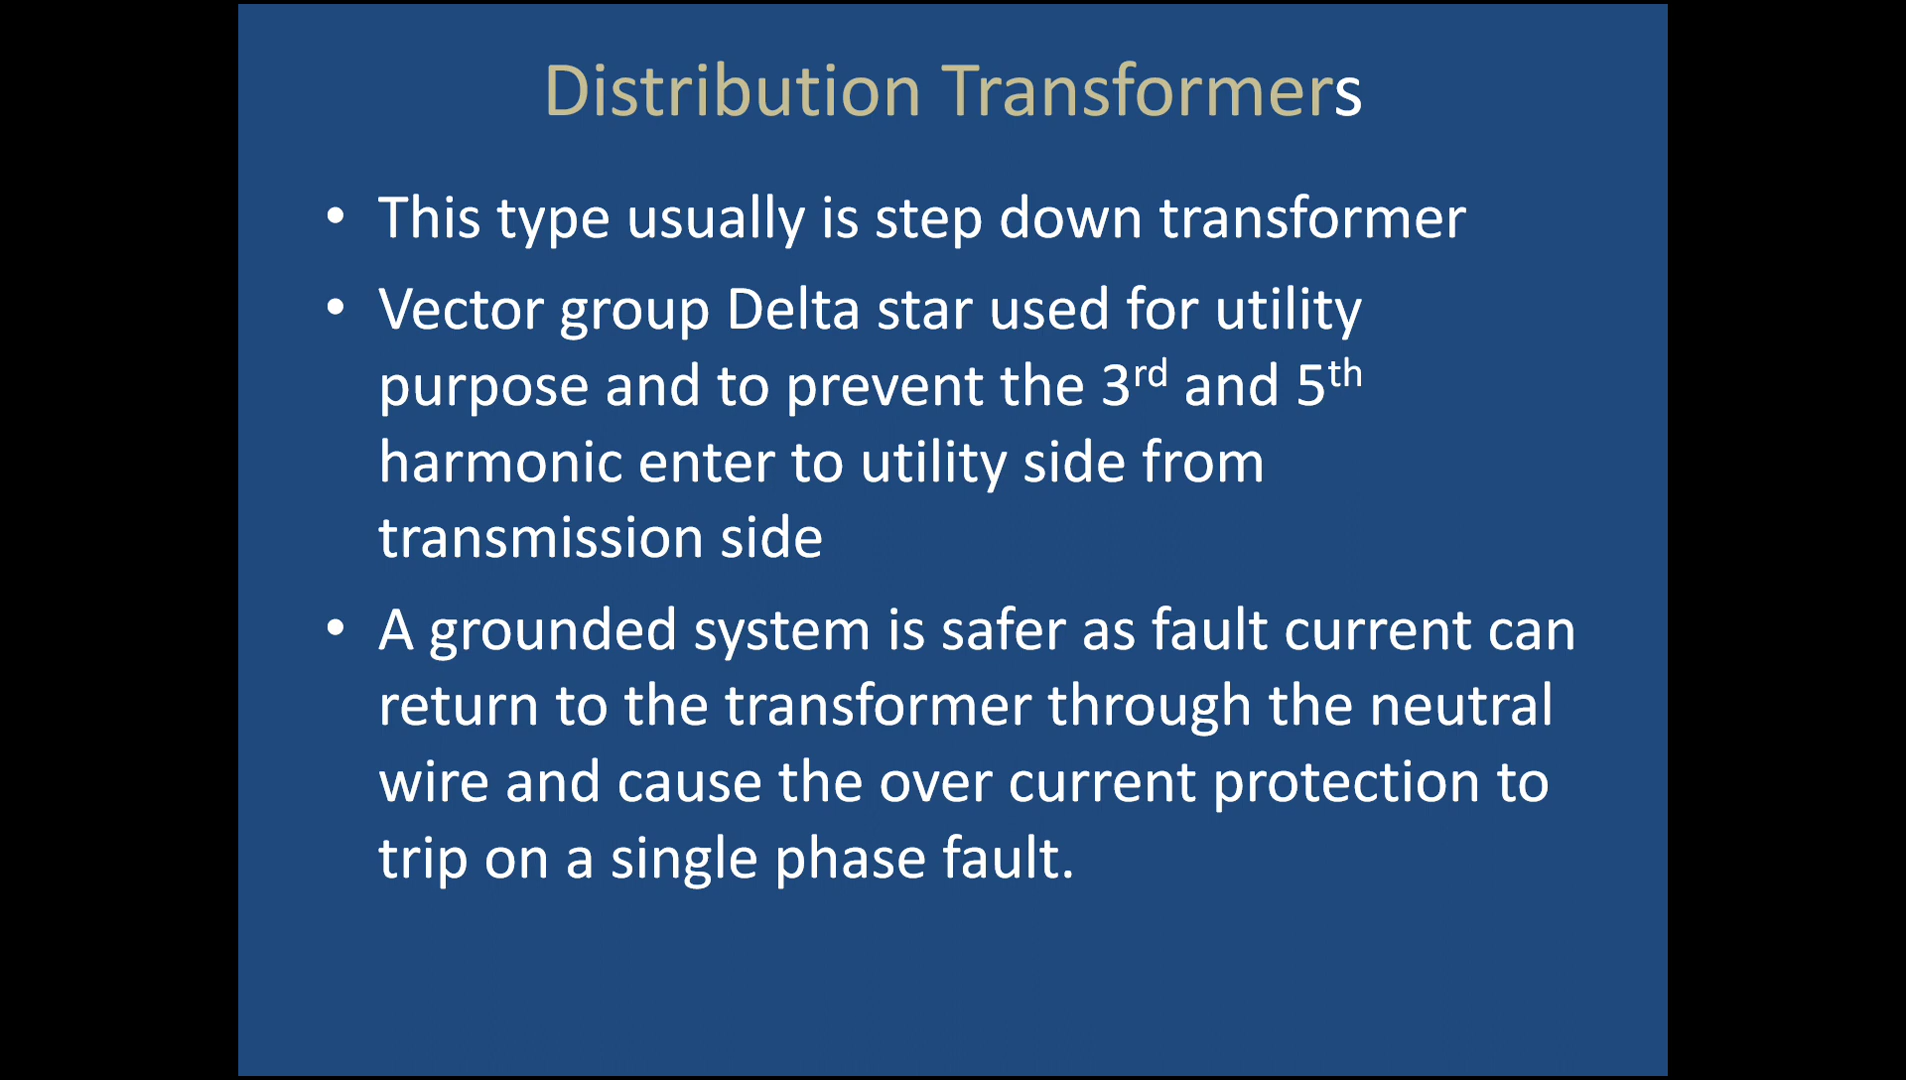 Distribution Transformers
• This type usually is step down transformer
• Vector group Delta star used for utility
purpose and to prevent the 3rd and 5th
harmonic enter to utility side from
transmission side
• A grounded system is safer as fault current can
return to the transformer through the neutral
wire and cause the over current protection to
trip on a single phase fault.